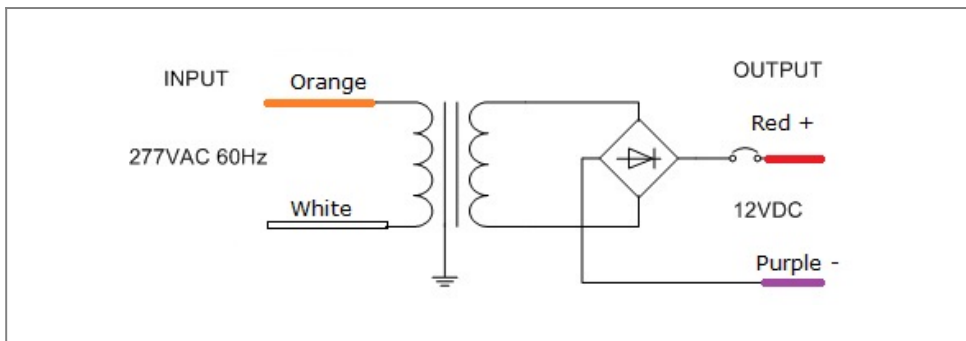 INPUT
Orange
277VAC 60Hz
White
OUTPUT
Red +
12VDC
Purple -